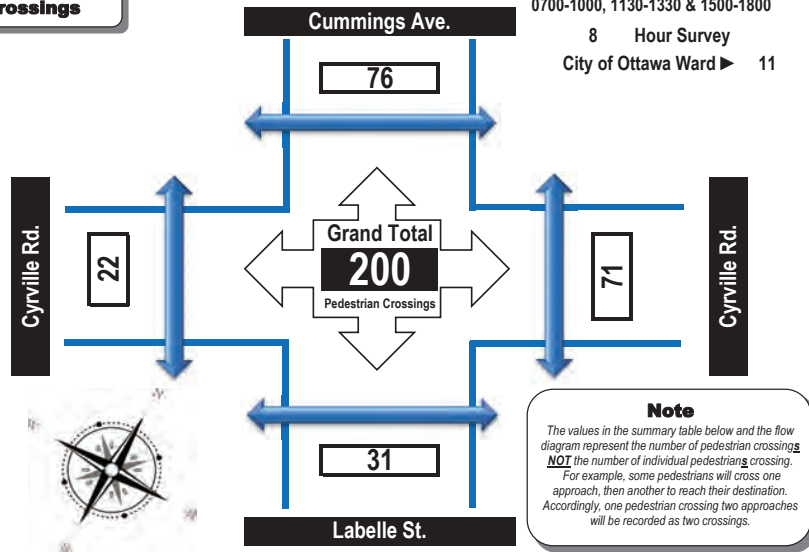 rossings
Cummings Ave.
0700-1000, 1130-1330 & 1500-1800
8 Hour Survey
City of Ottawa Ward ► 11
76
Cyrville Rd.
22
Grand Total
200
Pedestrian Crossings
71
Cyrville Rd.
31
Labelle St.
Note
The values in the summary table below and the flow
diagram represent the number of pedestrian crossings
NOT the number of individual pedestrians crossing.
For example, some pedestrians will cross one
approach, then another to reach their destination.
Accordingly, one pedestrian crossing two approaches
will be recorded as two crossings.